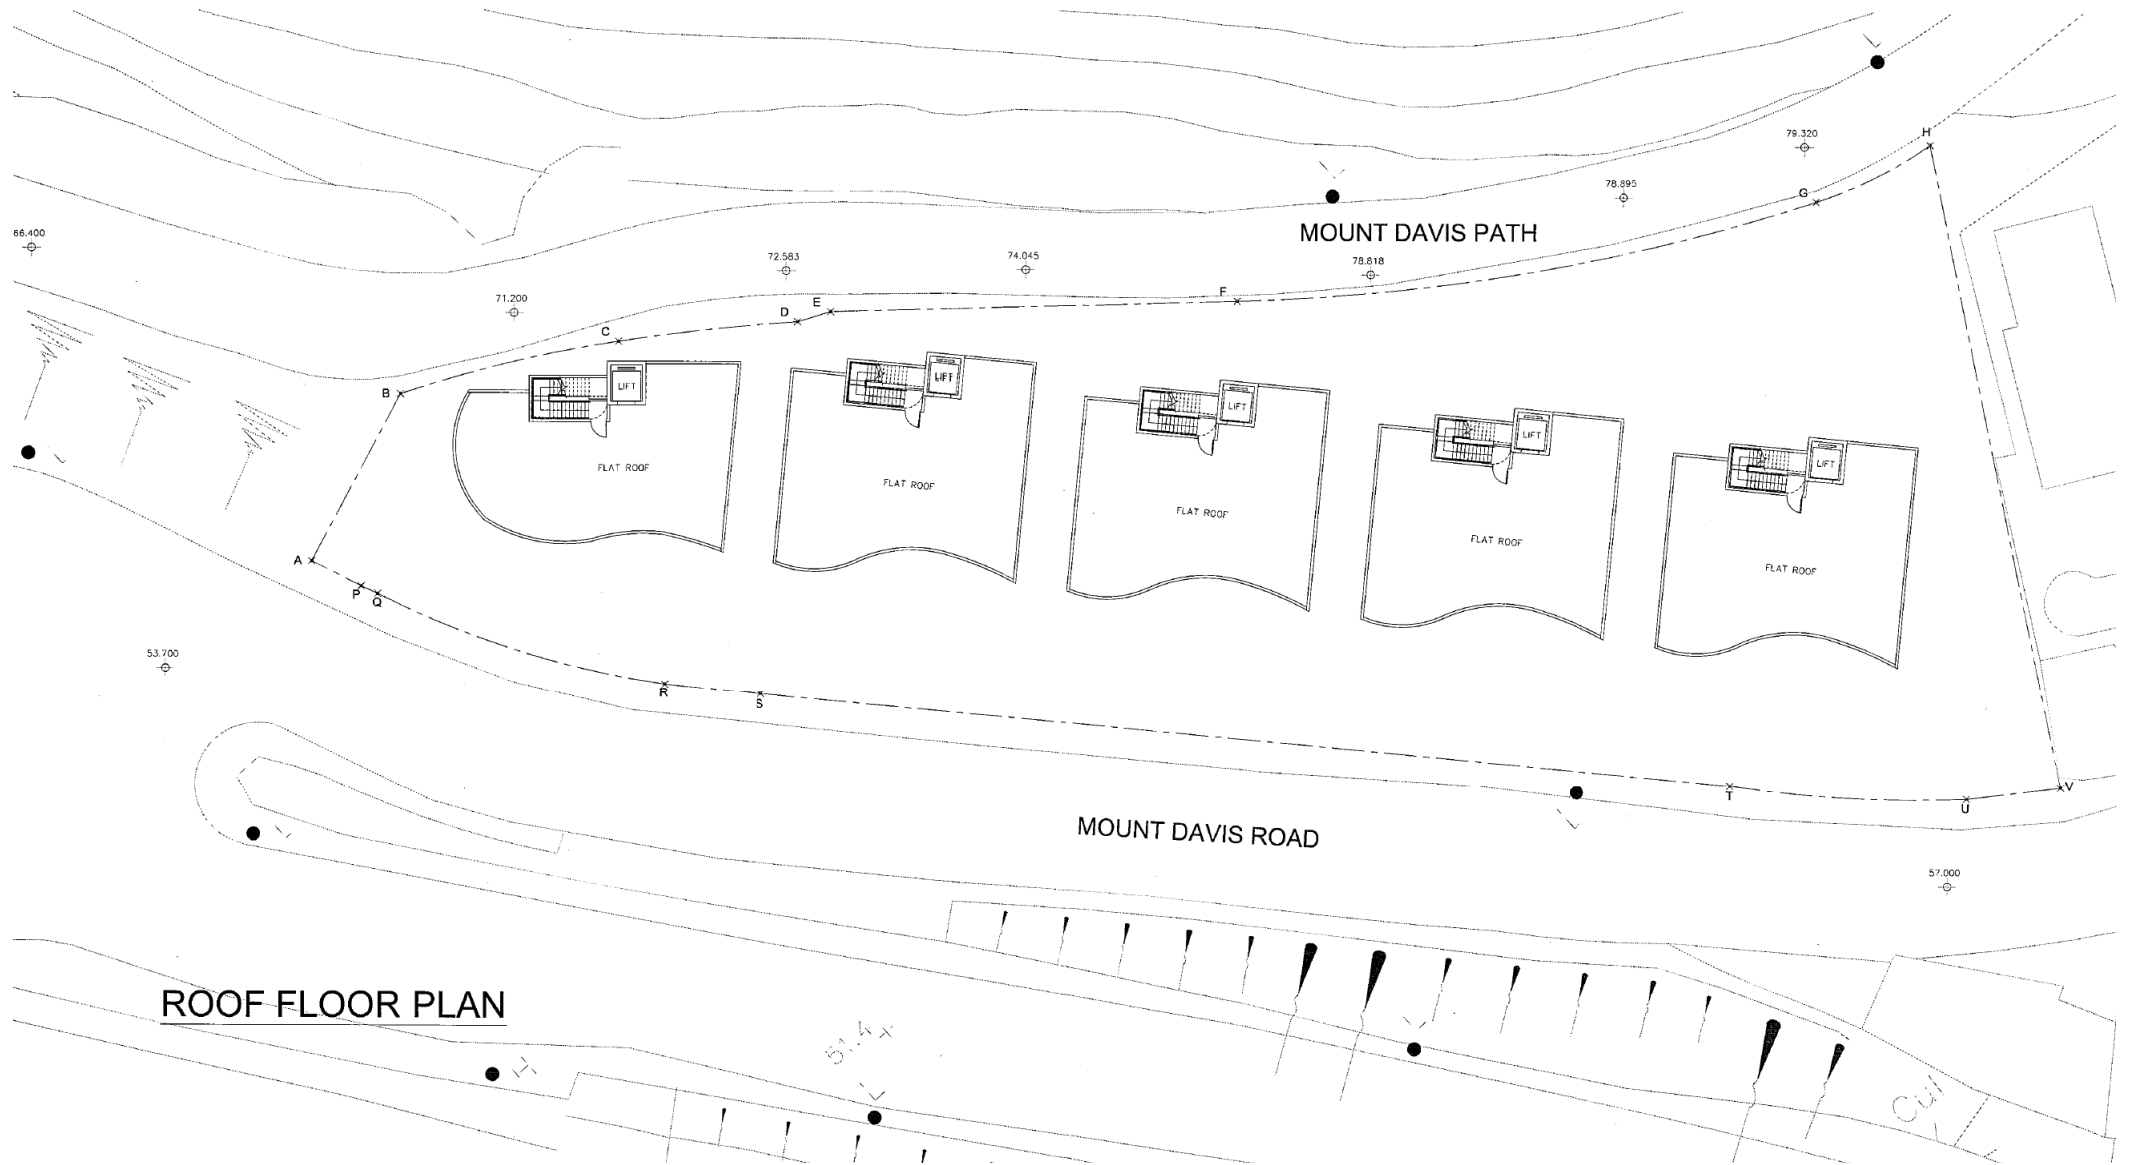 79.320
H
78.895
G
MOUNT DAVIS PATH
66.400
72.583
74.045
78.818
71.200
E
F
D
C
B
LIFT
LIFT
LIFT
LIFT
LIFT
FLAT ROOF
FLAT ROOF
FLAT ROOF
FLAT ROOF
FLAT ROOF
A
P
Q
53.700
R
S
T
U
V
MOUNT DAVIS ROAD
57.000
ROOF FLOOR PLAN
51.4x